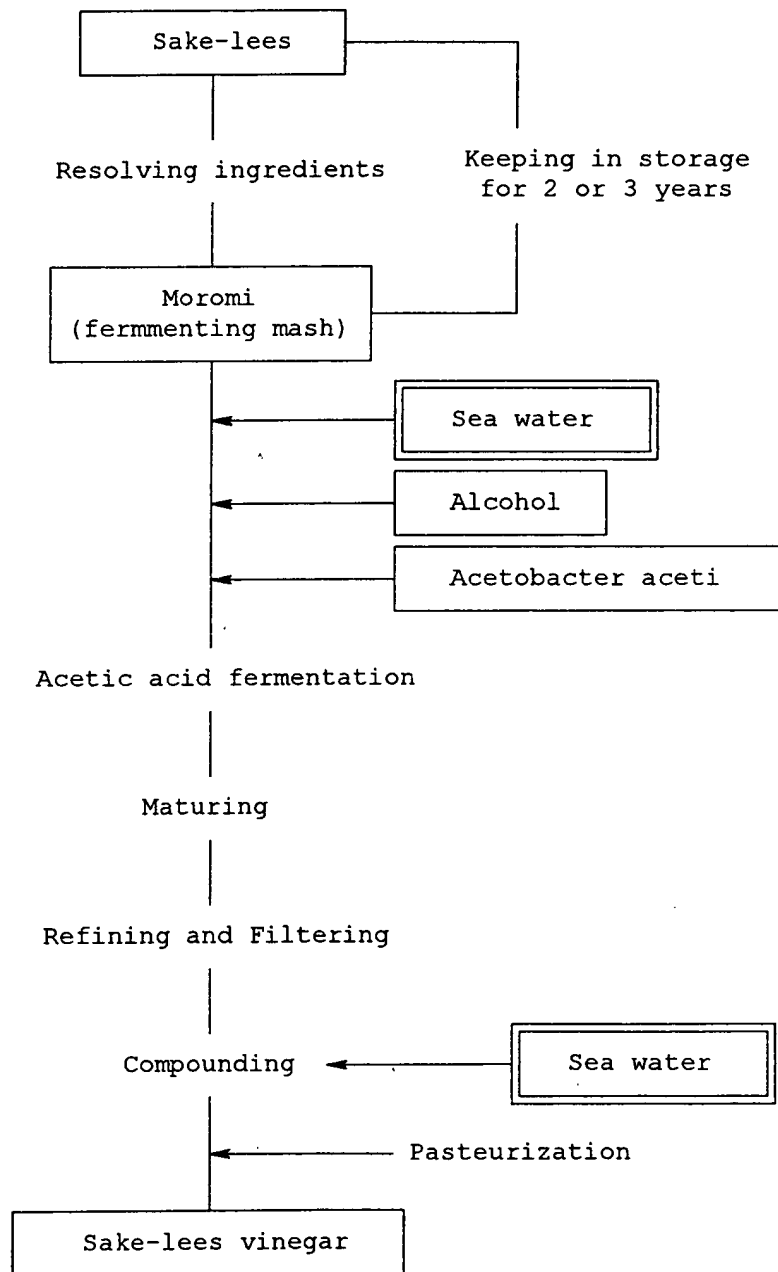 Sake-lees
Resolving ingredients
Keeping in storage
for 2 or 3 years
Moromi
(fermmenting mash)
Sea water
Alcohol
Acetobacter aceti
Acetic acid fermentation
Maturing
Refining and Filtering
Compounding
Sea water
Pasteurization
Sake-lees vinegar